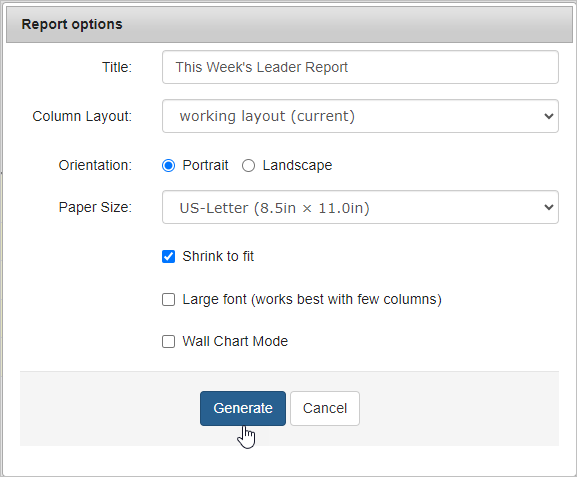 Report options
Title: This Week's Leader Report
Column Layout: working layout (current)
Orientation: Portrait Landscape
Paper Size: US-Letter (8.5in × 11.0in)
Shrink to fit
Large font (works best with few columns)
Wall Chart Mode
Generate Cancel